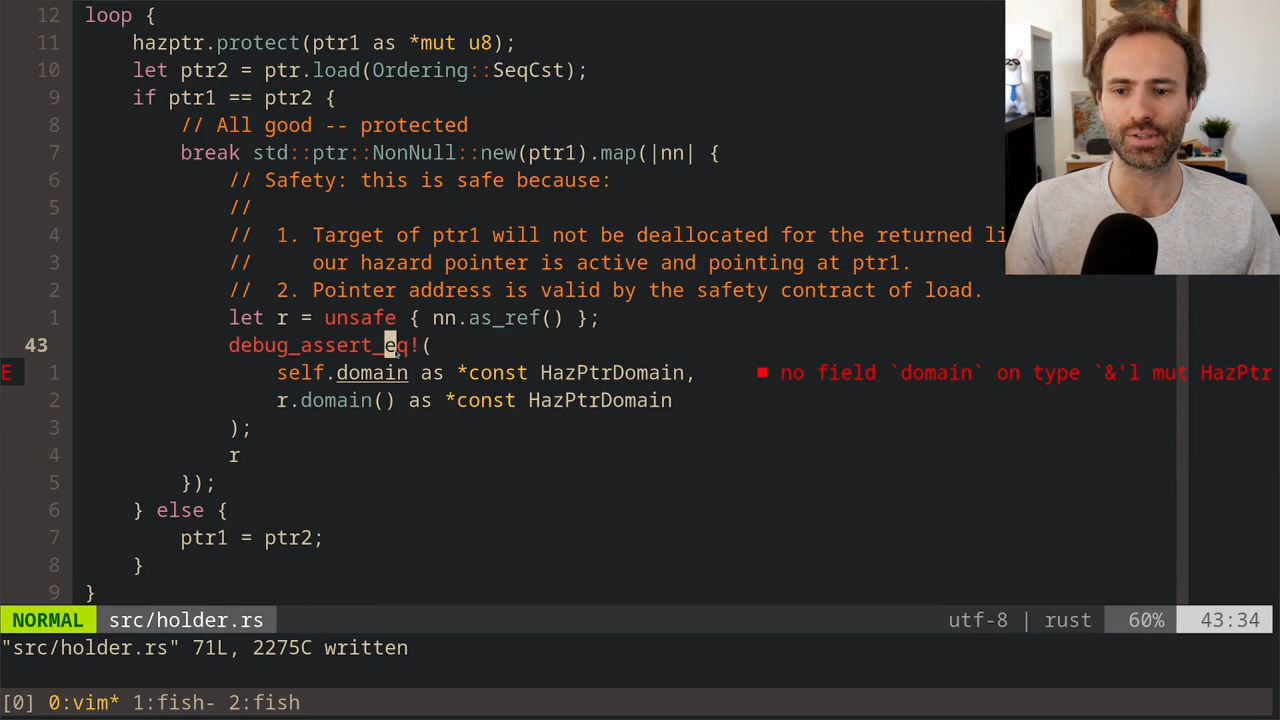 12 loop {
11 hazptr.protect(ptr1 as *mut u8);
10 let ptr2 = ptr.load(Ordering::SeqCst);
9 if ptr1 == ptr2 {
8 // All good -- protected
7 break std::ptr::NonNull::new(ptr1).map(|nn| {
6 // Safety: this is safe because:
5 //
4 // 1. Target of ptr1 will not be deallocated for the returned li
3 // our hazard pointer is active and pointing at ptr1.
2 // 2. Pointer address is valid by the safety contract of load.
1 let r = unsafe { nn.as_ref() };
43 debug_assert_eq!(
E 1 self.domain as *const HazPtrDomain, ■ no field `domain` on type `&'l mut HazPtr
2 r.domain() as *const HazPtrDomain
3 );
4 r
5 });
6 } else {
7 ptr1 = ptr2;
8 }
9 }
NORMAL src/holder.rs utf-8 | rust 60% 43:34
"src/holder.rs" 71L, 2275C written
[0] 0:vim* 1:fish- 2:fish